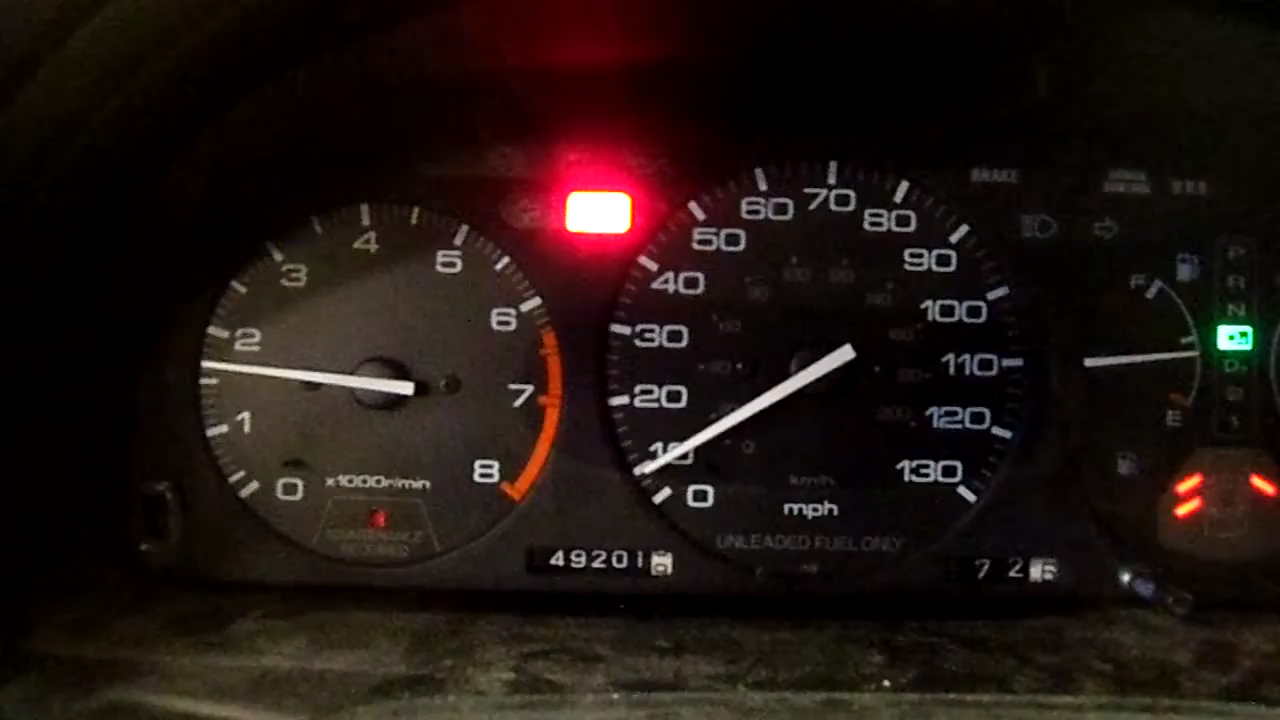 BRAKE
0 1 2 3 4 5 6 7 8
x1000r/min
MAINTENANCE
REQUIRED
0 10 20 30 40 50 60 70 80 90 100 110 120 130
km/h
mph
UNLEADED FUEL ONLY
49201
72
F
E
P
R
N